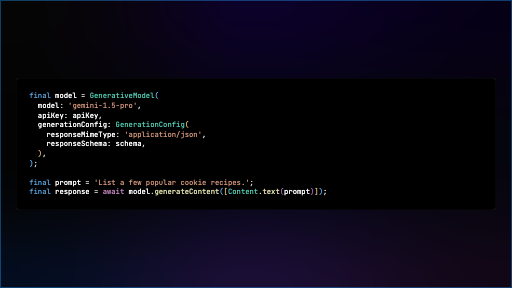 final model = GenerativeModel(
  model: 'gemini-1.5-pro',
  apiKey: apiKey,
  generationConfig: GenerationConfig(
    responseMimeType: 'application/json',
    responseSchema: schema,
  ),
);

final prompt = 'List a few popular cookie recipes.';
final response = await model.generateContent([Content.text(prompt)]);